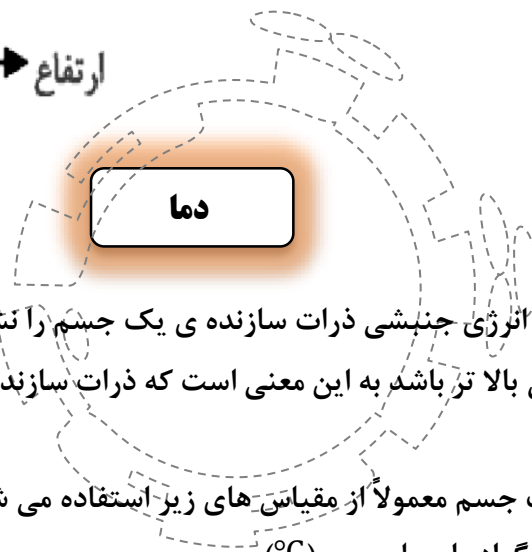 ارتفاع
دما
انرژی جنبشی ذرات سازنده ی یک جسم را
بالا تر باشد به این معنی است که ذرات
جسم معمولاً از مقیاس های زیر استفاده می
(°C)